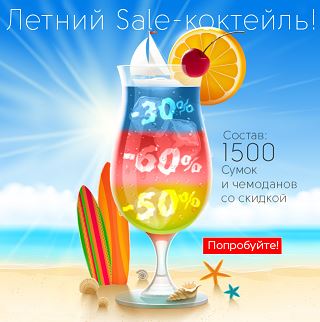 Летний Sale-коктейль!
-30%
Состав:
1500
Сумок
и чемоданов
со скидкой
-60%
-50%
Попробуйте!